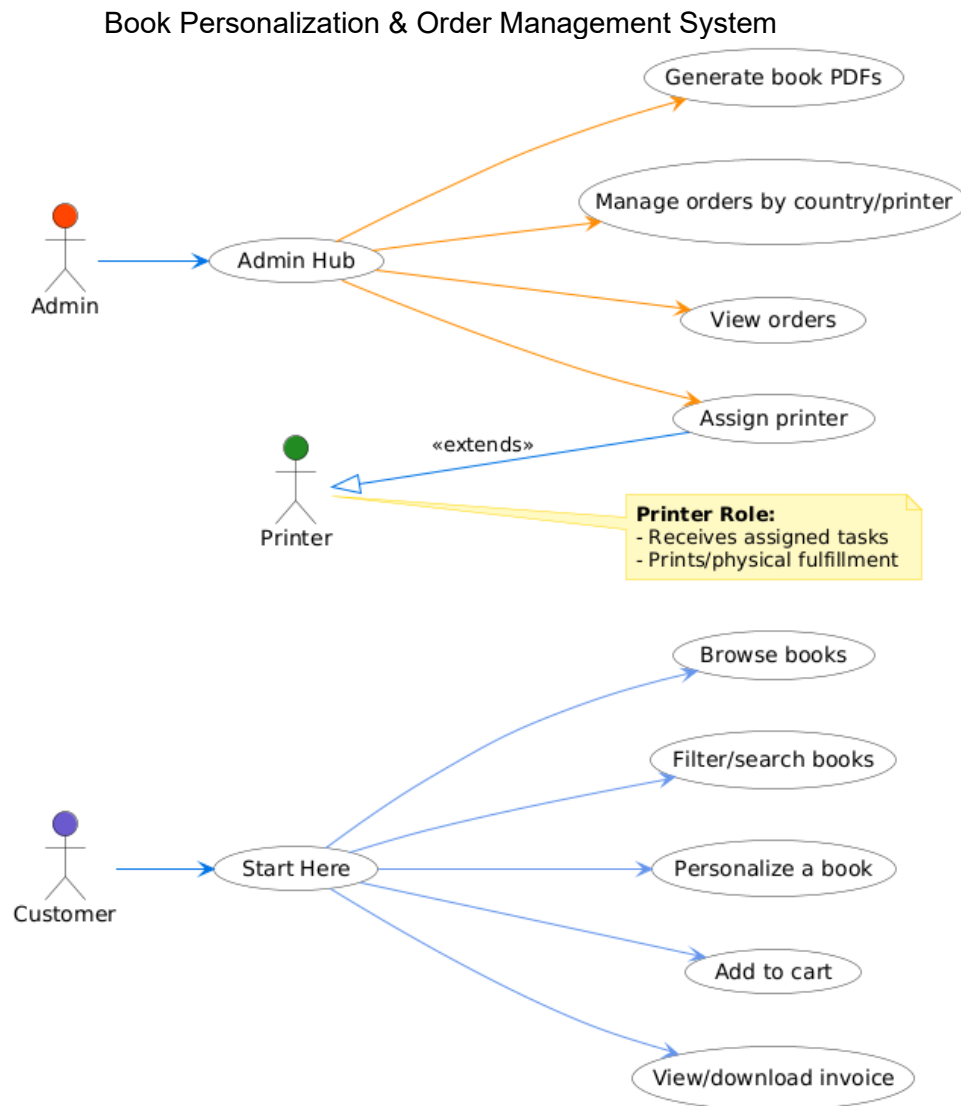 Book Personalization & Order Management System
Generate book PDFs
Manage orders by country/printer
Admin Hub
Admin
View orders
Assign printer
«extends»
Printer
Printer Role:
- Receives assigned tasks
- Prints/physical fulfillment
Browse books
Filter/search books
Customer
Start Here
Personalize a book
Add to cart
View/download invoice